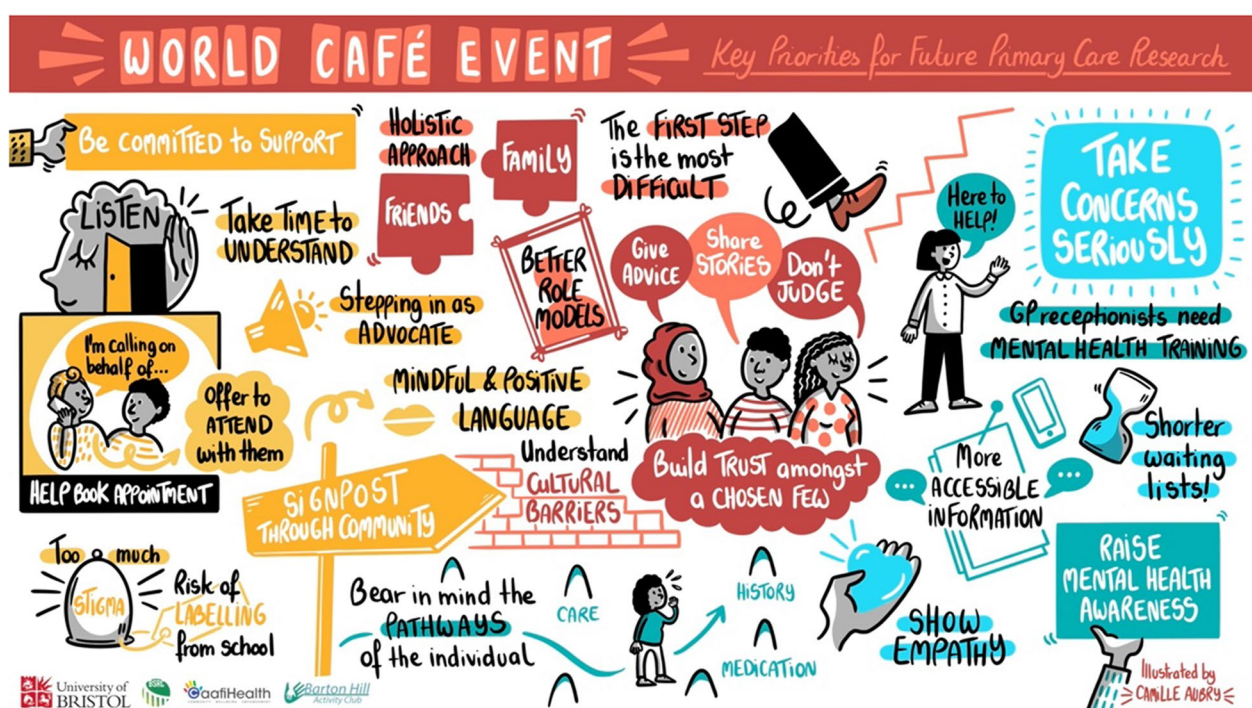 WORLD CAFÉ EVENT
Key Priorities for Future Primary Care Research
Be COMMITTED to SUPPORT
HOLISTIC
APPROACH
FAMILY
FRIENDS
The FIRST STEP
is the most
DIFFICULT
Here to
HELP!
TAKE
CONCERNS
SERIOUSLY
LISTEN
Take TIME to
UNDERSTAND
BETTER
ROLE
MODELS
Give
ADVICE
Share
STORIES
Don't
JUDGE
Stepping in as
ADVOCATE
GP receptionists need
MENTAL HEALTH TRAINING
I'm calling on
behalf of...
Offer to
ATTEND
with them
HELP BOOK APPOINTMENT
MINDFUL & POSITIVE
LANGUAGE
Understand
CULTURAL
BARRIERS
Build TRUST amongst
a CHOSEN FEW
More
ACCESSIBLE
INFORMATION
Shorter
waiting
lists!
SIGNPOST
THROUGH COMMUNITY
Too much
STIGMA
Risk of
LABELLING
from school
Bear in mind the
PATHWAYS
of the individual
CARE
HISTORY
MEDICATION
SHOW
EMPATHY
RAISE
MENTAL HEALTH
AWARENESS
University of
BRISTOL
CaafiHealth
COMMUNITY WELLBEING EMPOWERMENT
Barton Hill
Activity Club
Illustrated by
CAMILLE AUBRY